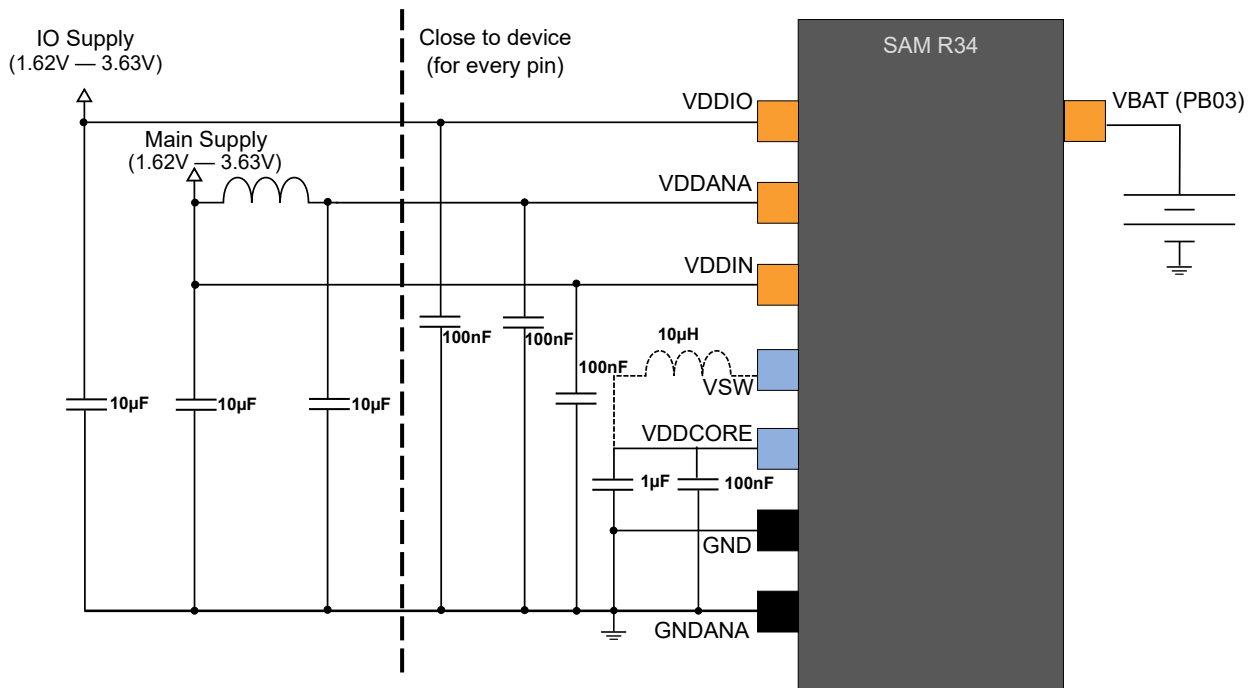 IO Supply
(1.62V — 3.63V)
Close to device
(for every pin)
SAM R34
Main Supply
(1.62V — 3.63V)
VDDIO
VBAT (PB03)
VDDANA
VDDIN
100nF
100nF
100nF
10µH
VSW
10µF
10µF
10µF
VDDCORE
1µF
100nF
GND
GNDANA